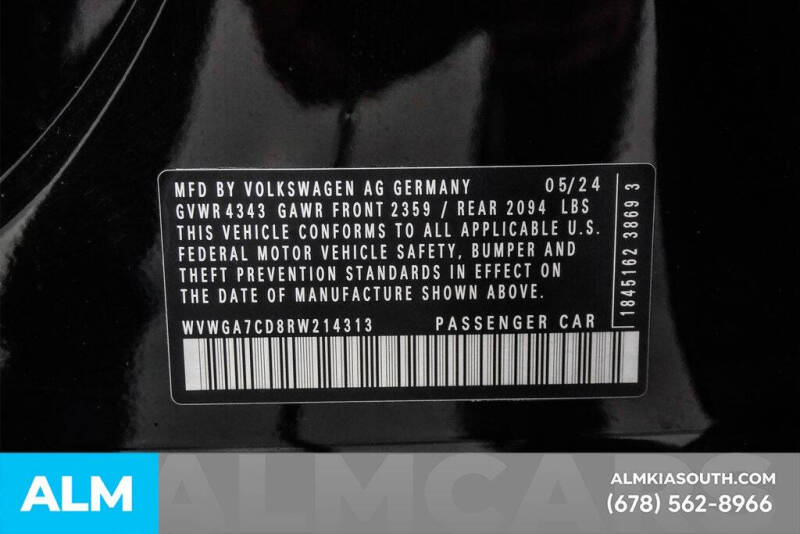 MFD BY VOLKSWAGEN AG GERMANY 05/24
GVWR 4343 GAWR FRONT 2359 / REAR 2094 LBS
THIS VEHICLE CONFORMS TO ALL APPLICABLE U.S.
FEDERAL MOTOR VEHICLE SAFETY, BUMPER AND
THEFT PREVENTION STANDARDS IN EFFECT ON
THE DATE OF MANUFACTURE SHOWN ABOVE.
WVWGA7CD8RW214313 PASSENGER CAR
1845162 3869 3
ALM
ALMCARS
ALMKIASOUTH.COM
(678) 562-8966